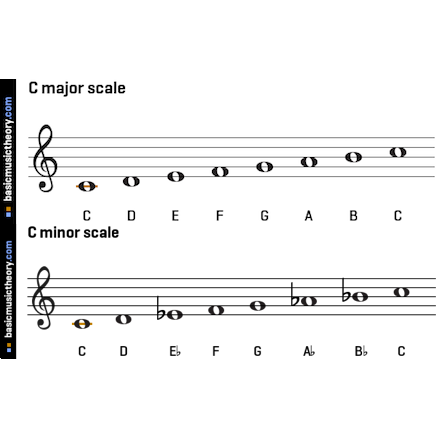 C major scale
C D E F G A B C
basicmusictheory.com
C minor scale
C D E♭ F G A♭ B♭ C
basicmusictheory.com